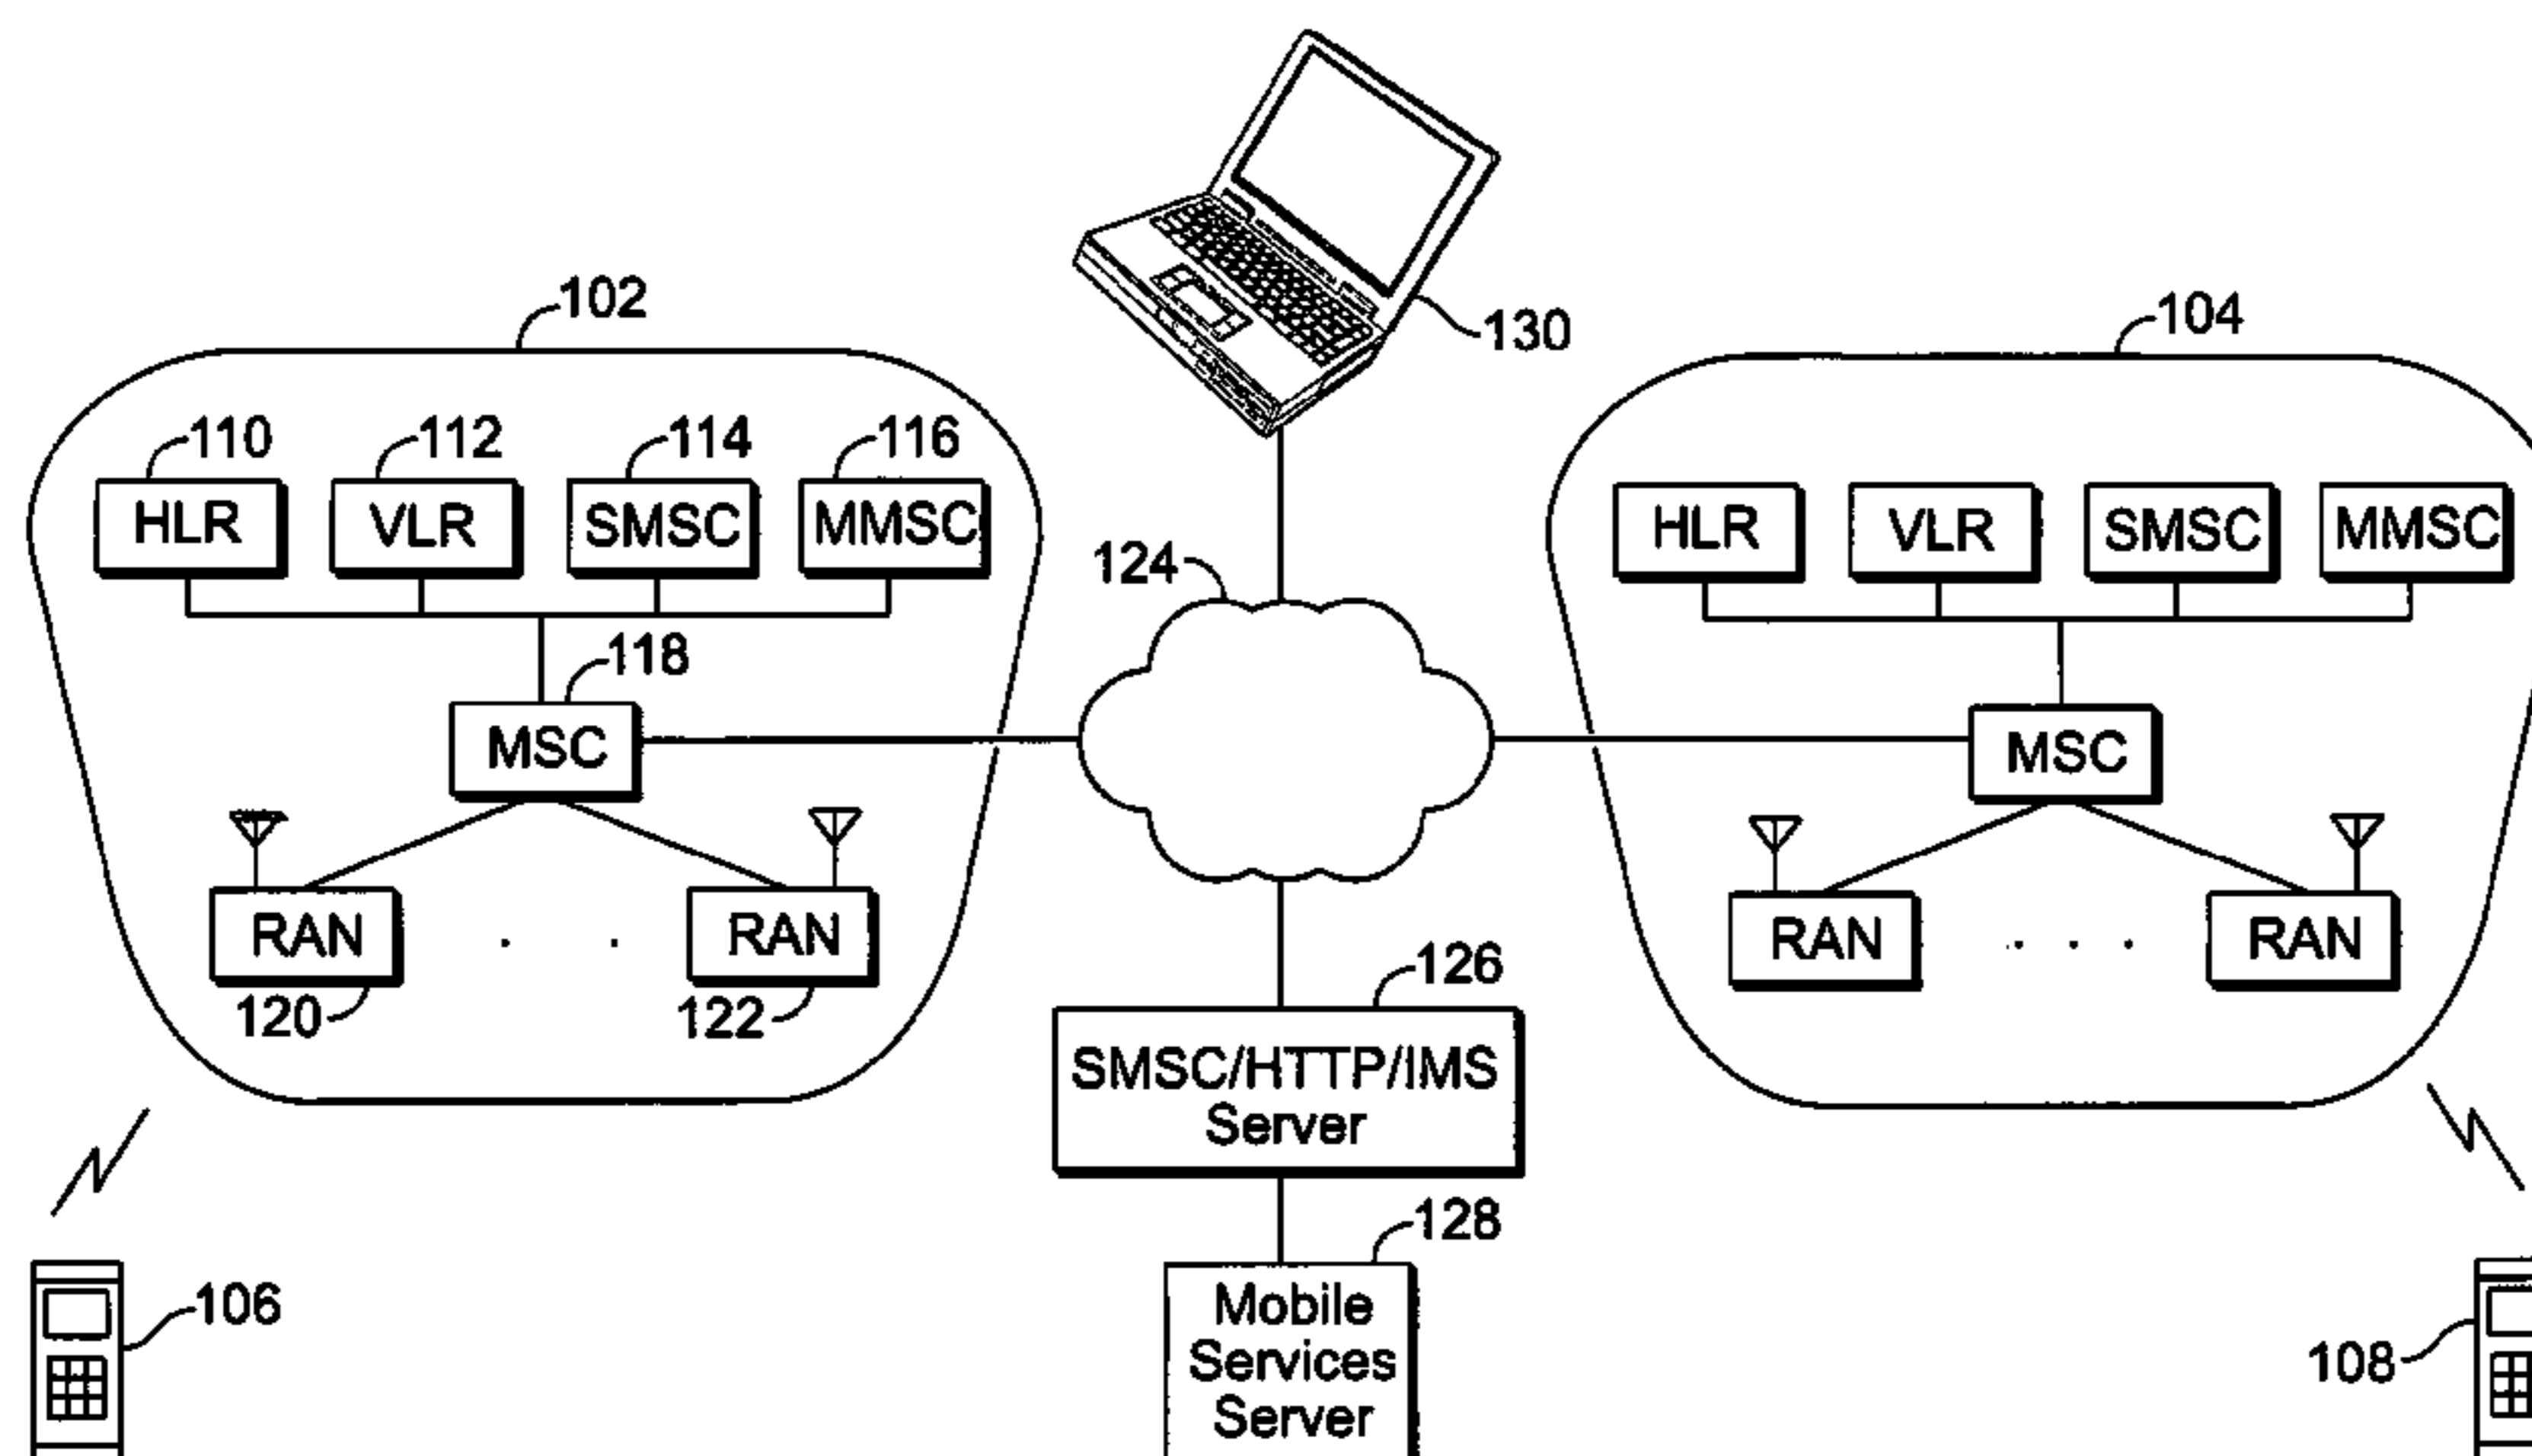 102
130
104
110
112
114
116
HLR
VLR
SMSC
MMSC
124
HLR
VLR
SMSC
MMSC
118
MSC
MSC
RAN
RAN
120
122
126
RAN
RAN
SMSC/HTTP/IMS
Server
128
106
Mobile
Services
Server
108